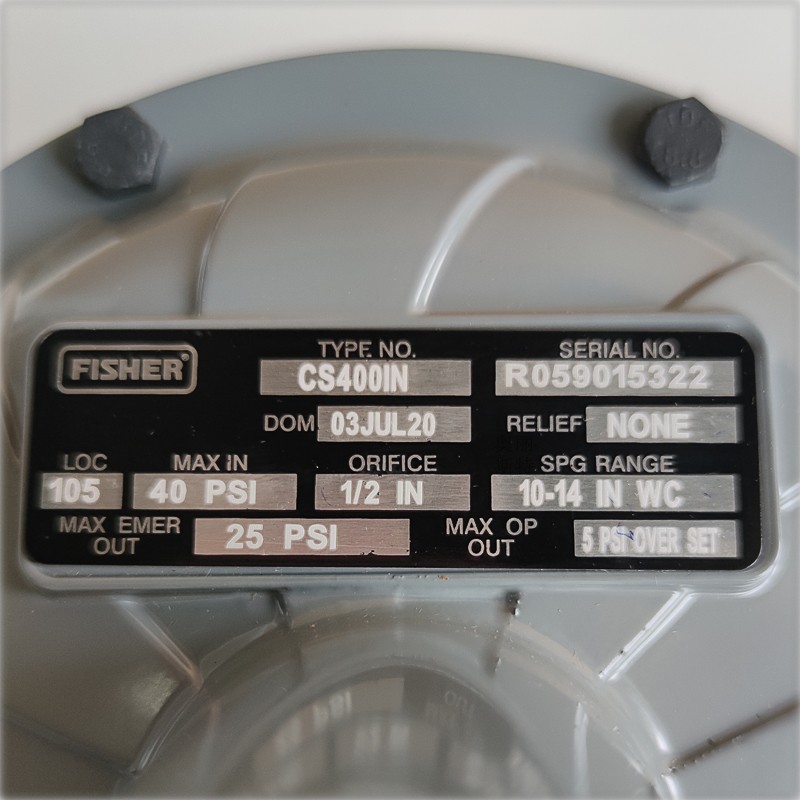 FISHER®
TYPE NO.
CS400IN
SERIAL NO.
R059015322
DOM 03JUL20
RELIEF NONE
LOC
105
MAX IN
40 PSI
ORIFICE
1/2 IN
SPG RANGE
10-14 IN WC
MAX EMER
OUT
25 PSI
MAX OP
OUT
5 PSI OVER SET